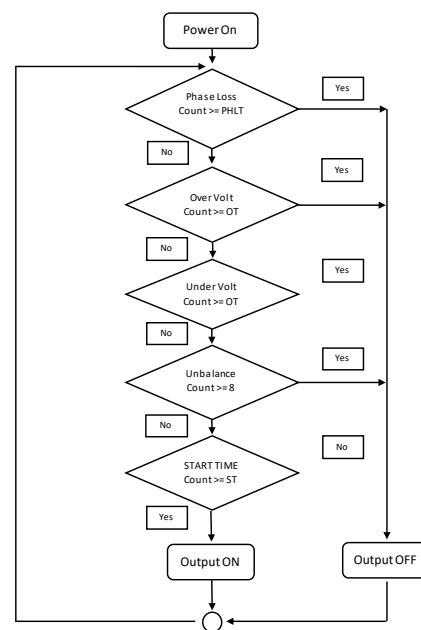 Power On
Phase Loss
Count >= PHLT
Yes
No
Over Volt
Count >= OT
Yes
No
Under Volt
Count >= OT
Yes
No
Unbalance
Count >= 8
Yes
No
START TIME
Count >= ST
No
Yes
Output ON
Output OFF